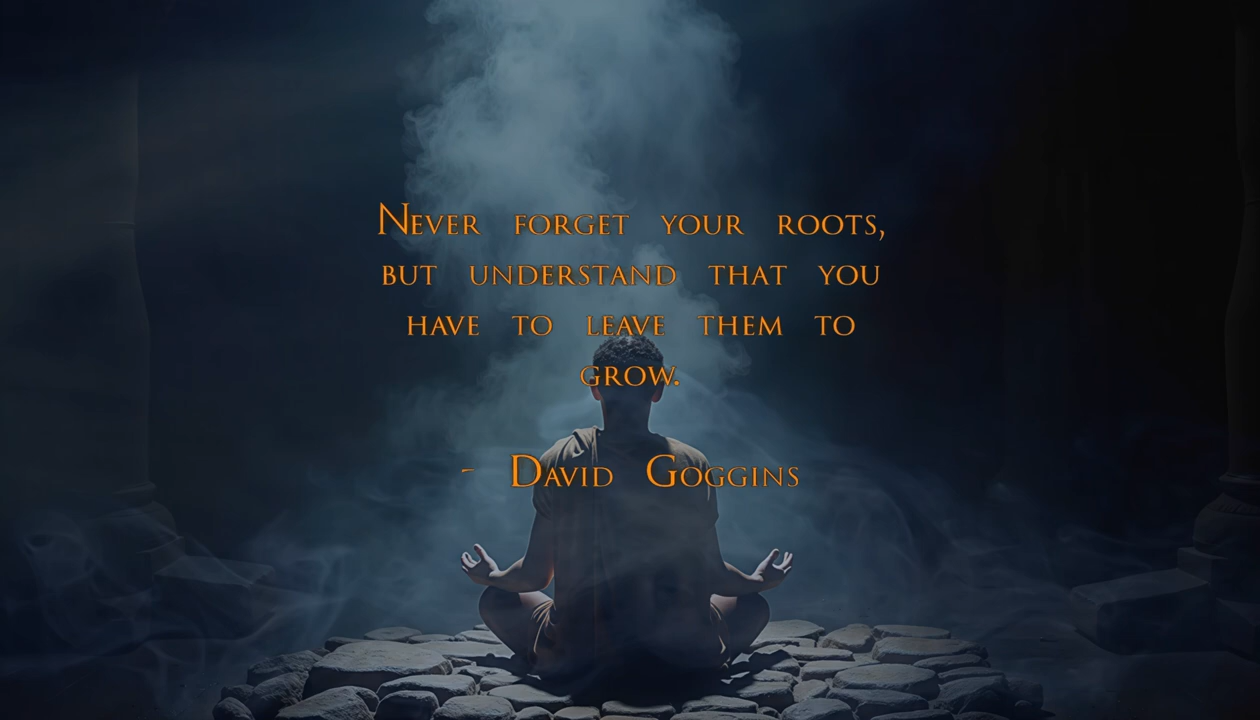 Never forget your roots,
but understand that you
have to leave them to
grow.
- David Goggins